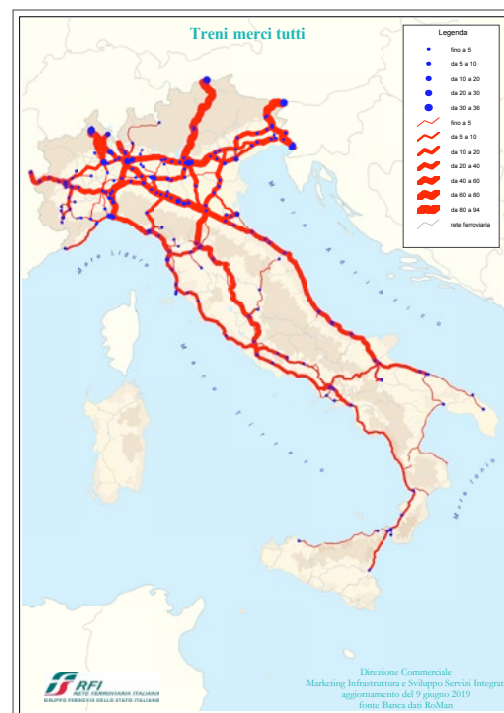 Treni merci tutti
Legenda
fino a 5
da 5 a 10
da 10 a 20
da 20 a 30
da 30 a 36
fino a 5
da 5 a 10
da 10 a 20
da 20 a 40
da 40 a 60
da 60 a 80
da 80 a 94
rete ferroviaria
Mare Adriatico
Mare Ligure
Mare Tirreno
Mare Ionio
RFI
RETE FERROVIARIA ITALIANA
GRUPPO FERROVIE DELLO STATO ITALIANE
Direzione Commerciale
Marketing Infrastruttura e Sviluppo Servizi Integrat
aggiornamento del 9 giugno 2019
fonte Banca dati RoMan